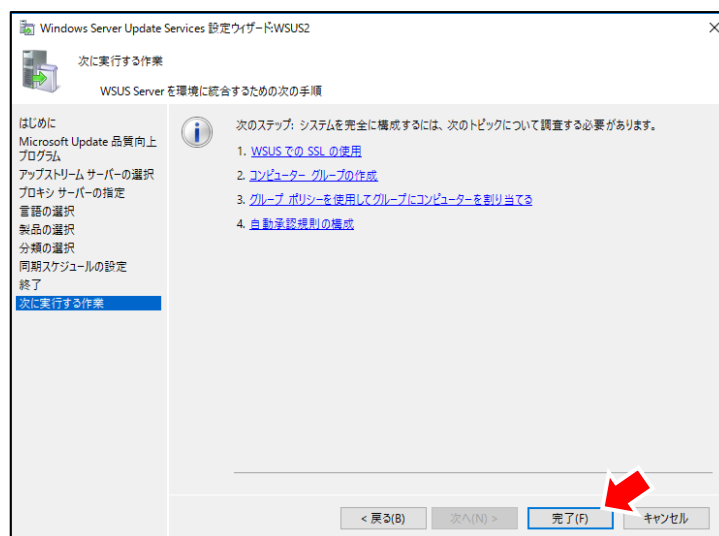 Windows Server Update Services 設定ウィザード:WSUS2
次に実行する作業
WSUS Server を環境に統合するための次の手順
はじめに
Microsoft Update 品質向上
プログラム
アップストリーム サーバーの選択
プロキシ サーバーの指定
言語の選択
製品の選択
分類の選択
同期スケジュールの設定
終了
次に実行する作業
次のステップ: システムを完全に構成するには、次のトピックについて調査する必要があります。
1. WSUS での SSL の使用
2. コンピューター グループの作成
3. グループ ポリシーを使用してグループにコンピューターを割り当てる
4. 自動承認規則の構成
< 戻る(B)
次へ(N) >
完了(F)
キャンセル